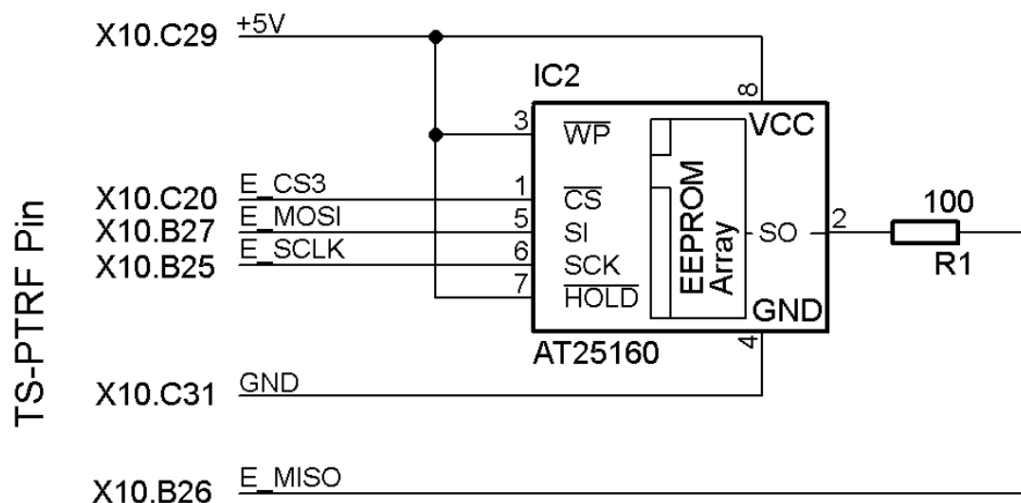 X10.C29 +5V
IC2
8
3 WP VCC
X10.C20 E_CS3 1 CS
X10.B27 E_MOSI 5 SI
X10.B25 E_SCLK 6 SCK
7 HOLD
EEPROM
Array
SO 2
100
R1
GND
4
AT25160
X10.C31 GND
X10.B26 E_MISO
TS-PTRF Pin